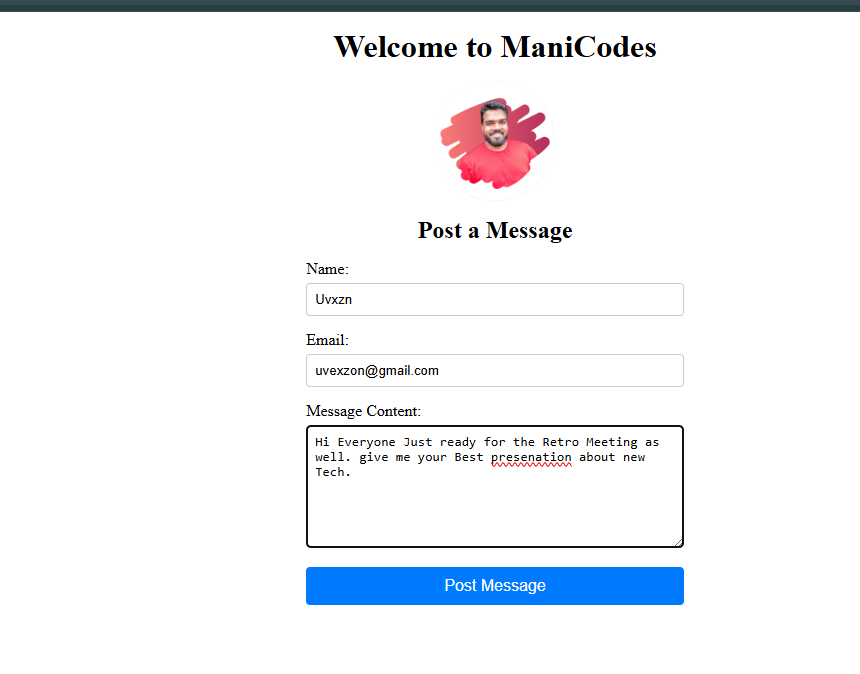 Welcome to ManiCodes
Post a Message
Name:
Uvxzn
Email:
uvexzon@gmail.com
Message Content:
Hi Everyone Just ready for the Retro Meeting as
well. give me your Best presenation about new
Tech.
Post Message